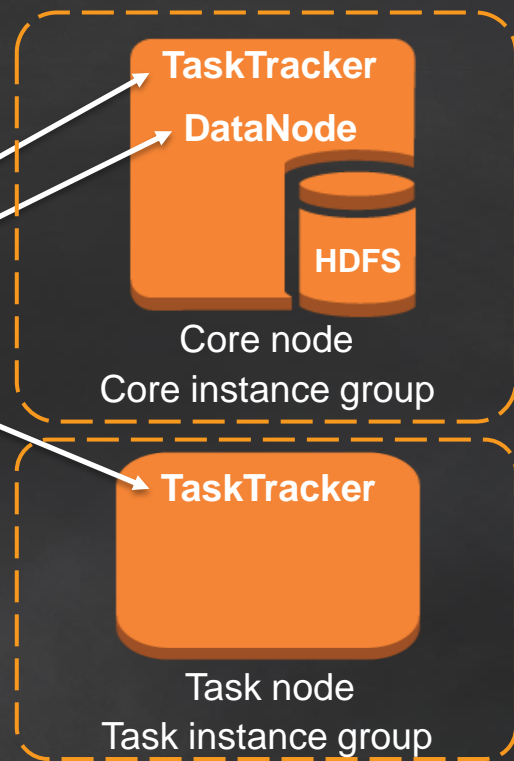 TaskTracker
DataNode
HDFS
Core node
Core instance group
TaskTracker
Task node
Task instance group